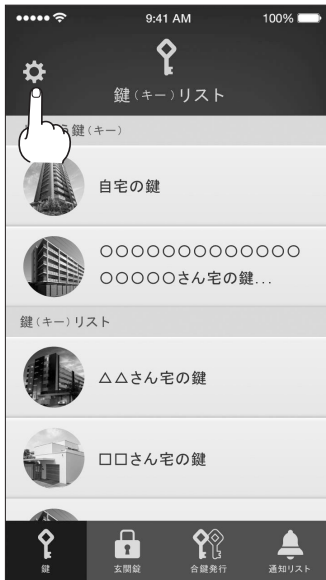 9:41 AM
100%
鍵(キー)リスト
う鍵(キー)
自宅の鍵
○○○○○○○○○○○○○
○○○○○さん宅の鍵...
鍵(キー)リスト
△△さん宅の鍵
□□さん宅の鍵
鍵
玄関錠
合鍵発行
通知リスト